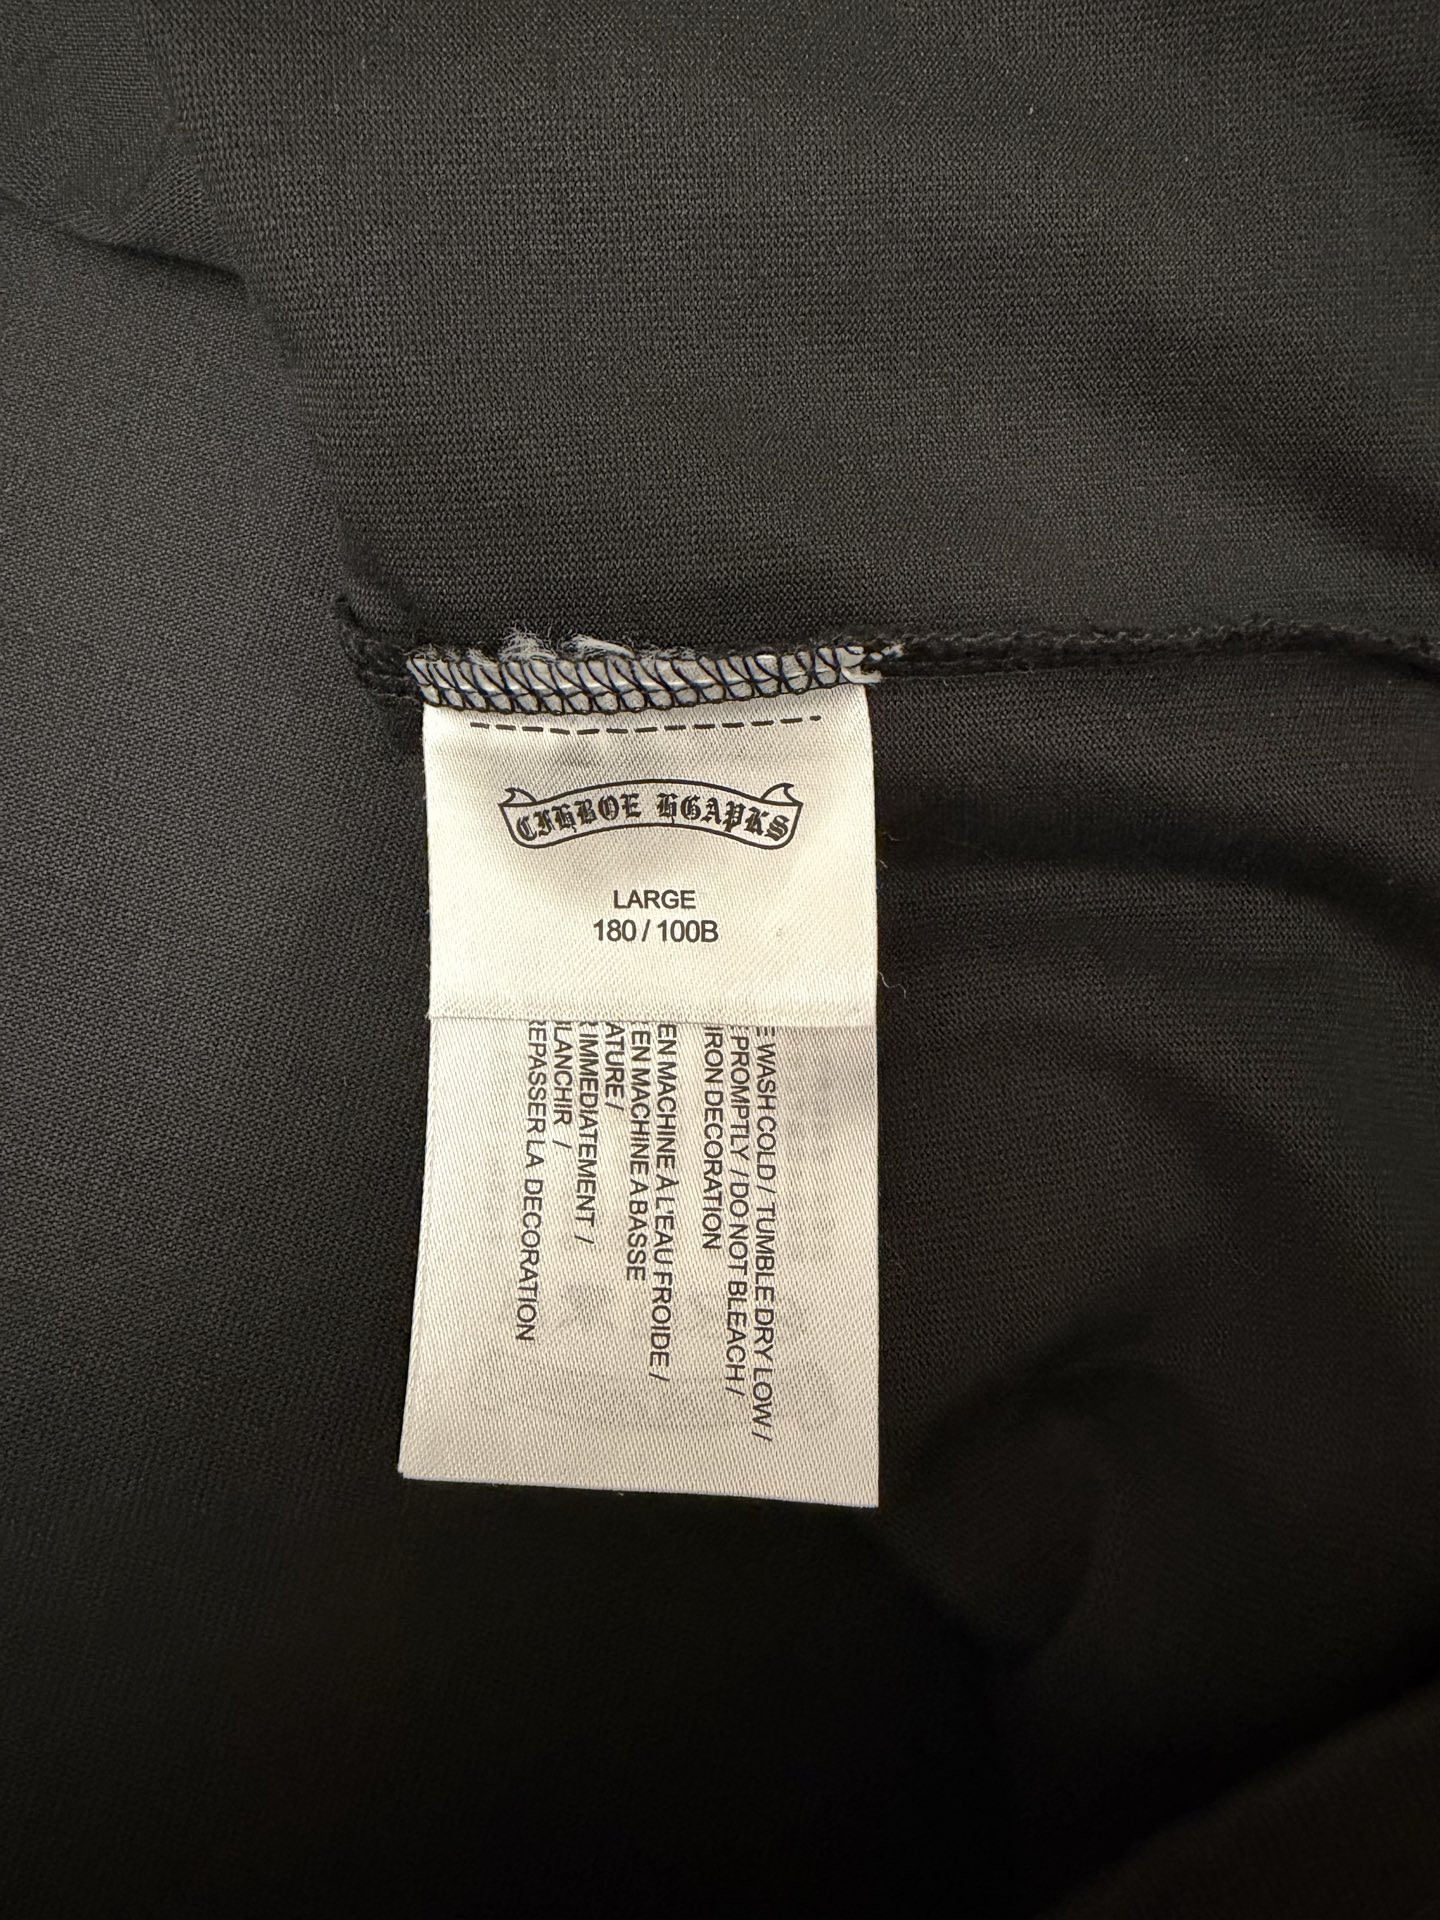 CFHBOE HGAPKS
LARGE
180 / 100B
E WASH COLD / TUMBLE DRY LOW /
E PROMPTLY / DO NOT BLEACH /
IRON DECORATION
EN MACHINE À L'EAU FROIDE /
EN MACHINE A BASSE
ATURE /
R IMMEDIATEMENT /
LANCHIR /
REPASSER LA DECORATION